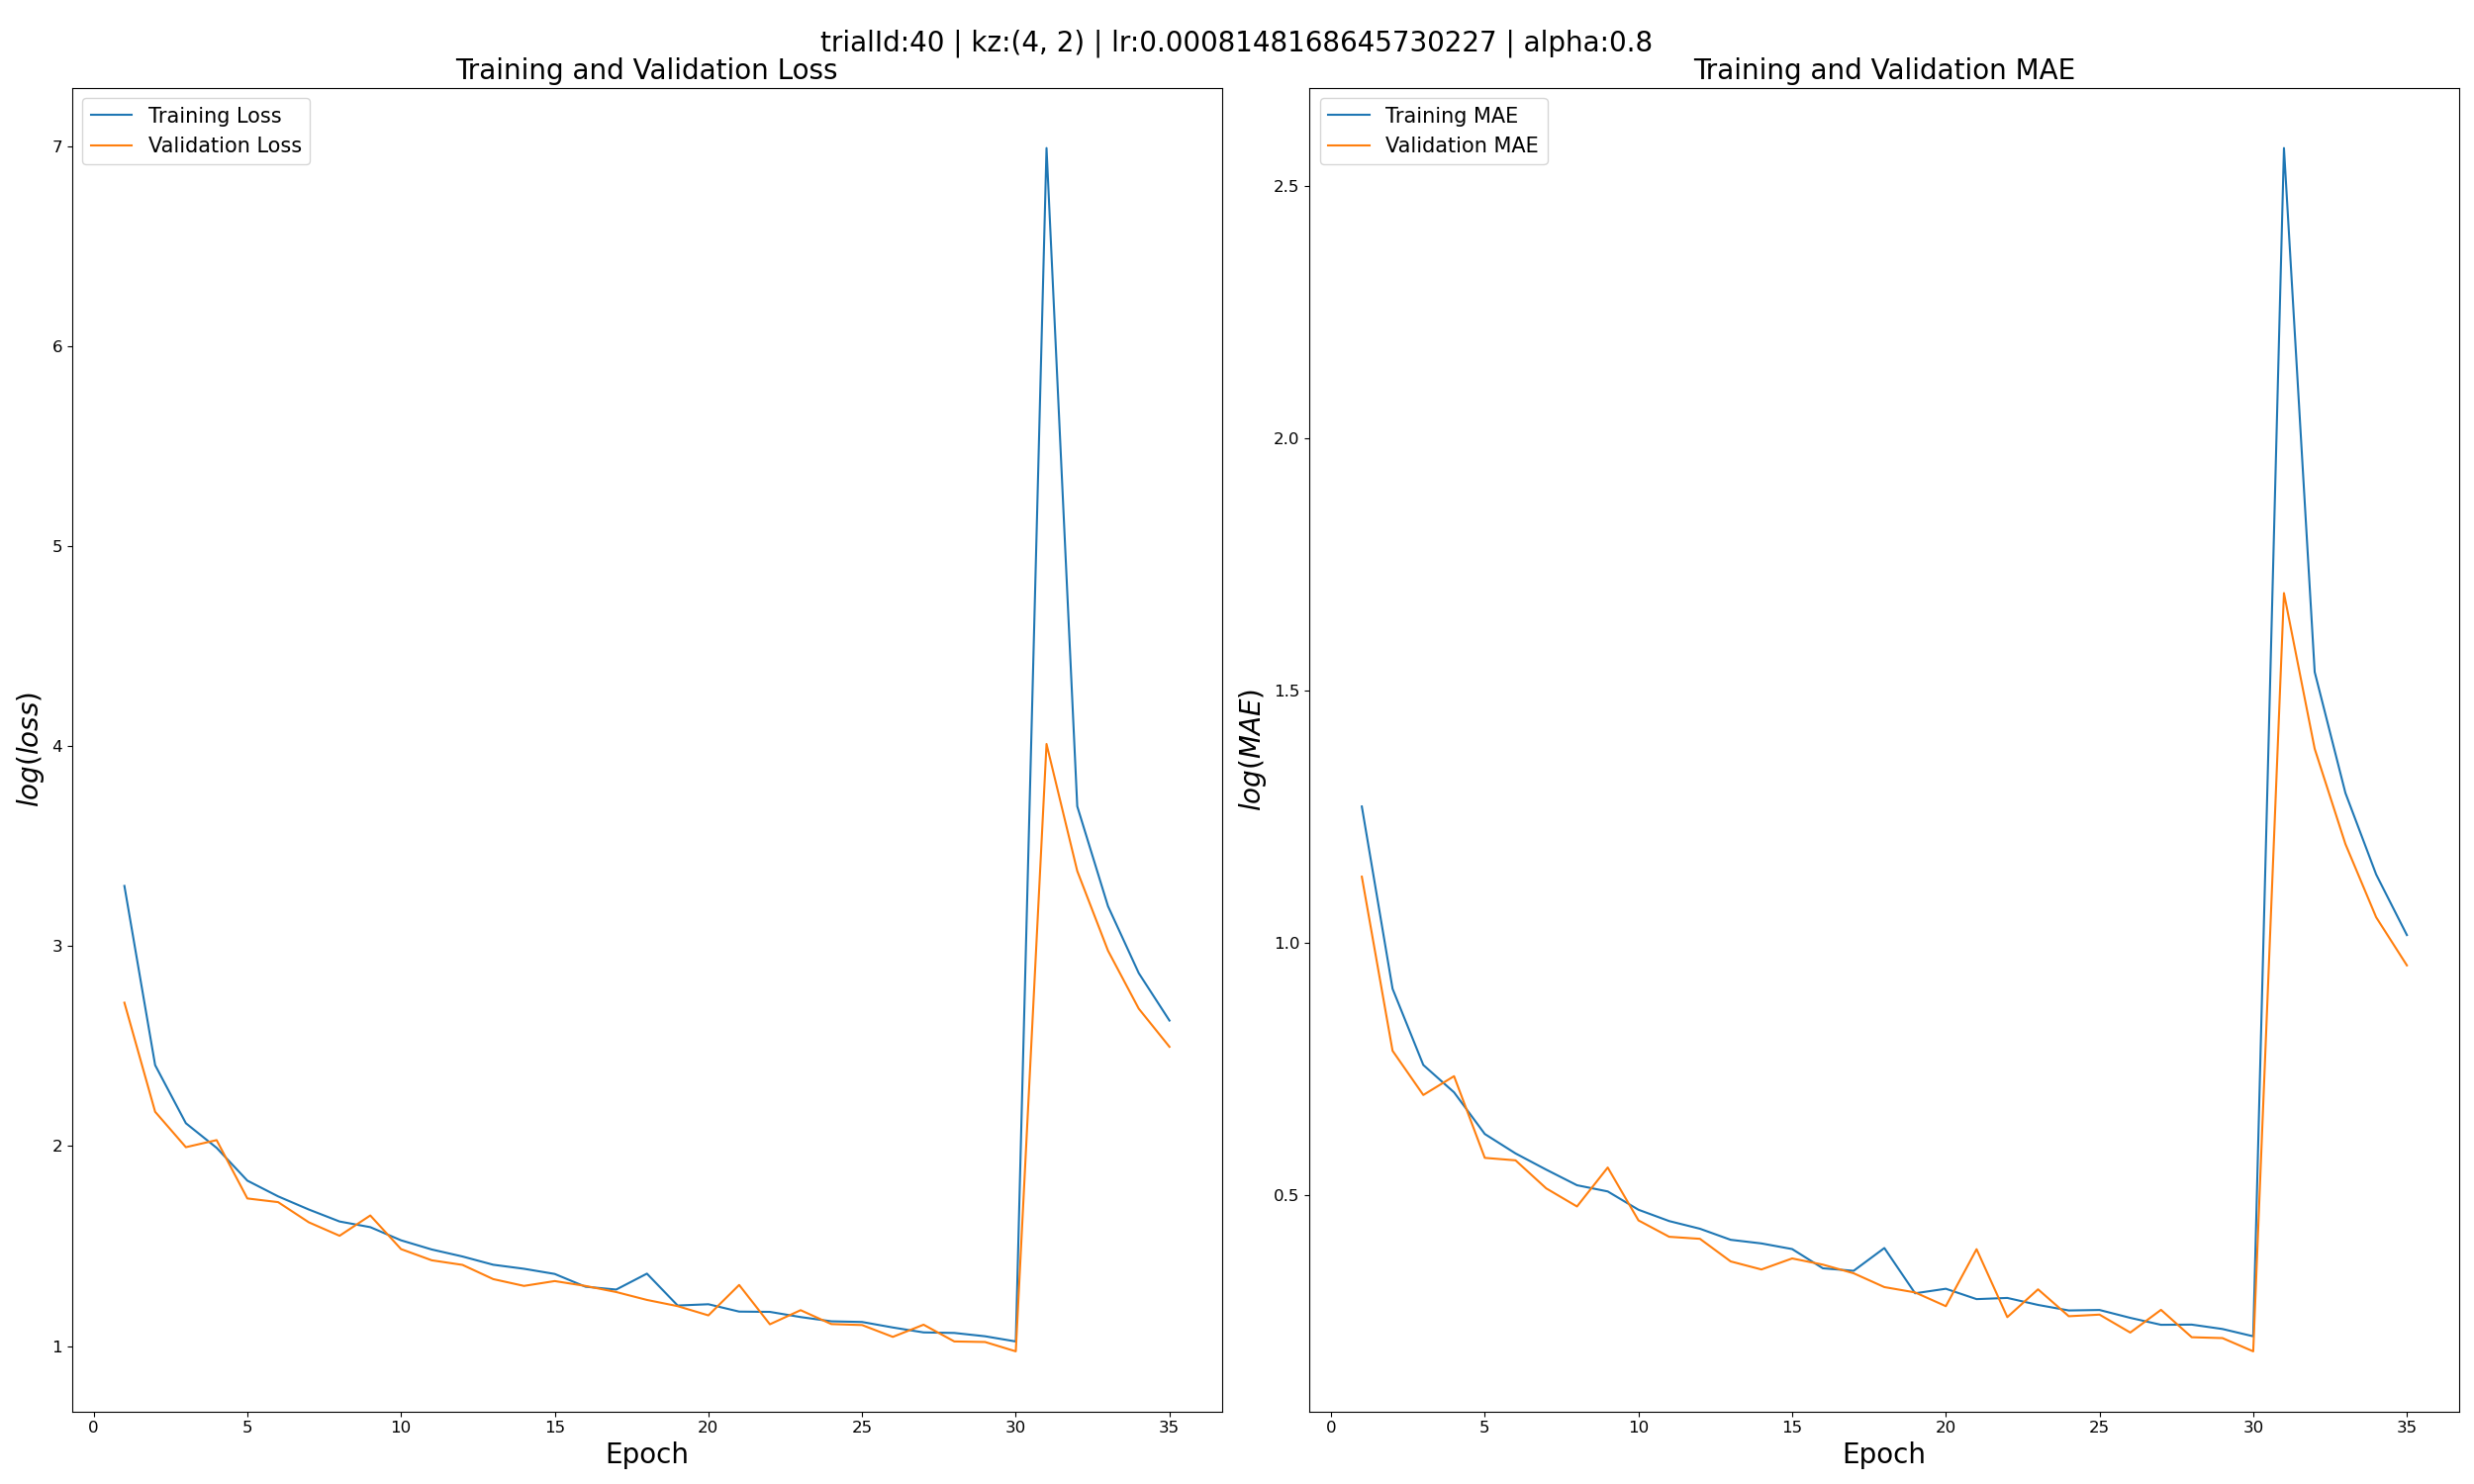 trialId:40 | kz:(4, 2) | lr:0.0008148168645730227 | alpha:0.8
Training and Validation Loss
Training Loss
Validation Loss
7
6
5
4
3
2
1
log(loss)
0 5 10 15 20 25 30 35
Epoch
Training and Validation MAE
Training MAE
Validation MAE
2.5
2.0
1.5
1.0
0.5
log(MAE)
0 5 10 15 20 25 30 35
Epoch